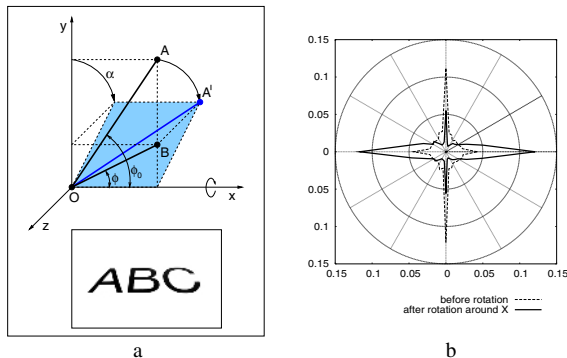 y
A
α
A'
B
ϕ
ϕ0
O
x
z
ABC
a
0.15
0.1
0.05
0
0.05
0.1
0.15
0.15 0.1 0.05 0 0.05 0.1 0.15
before rotation
after rotation around X
b